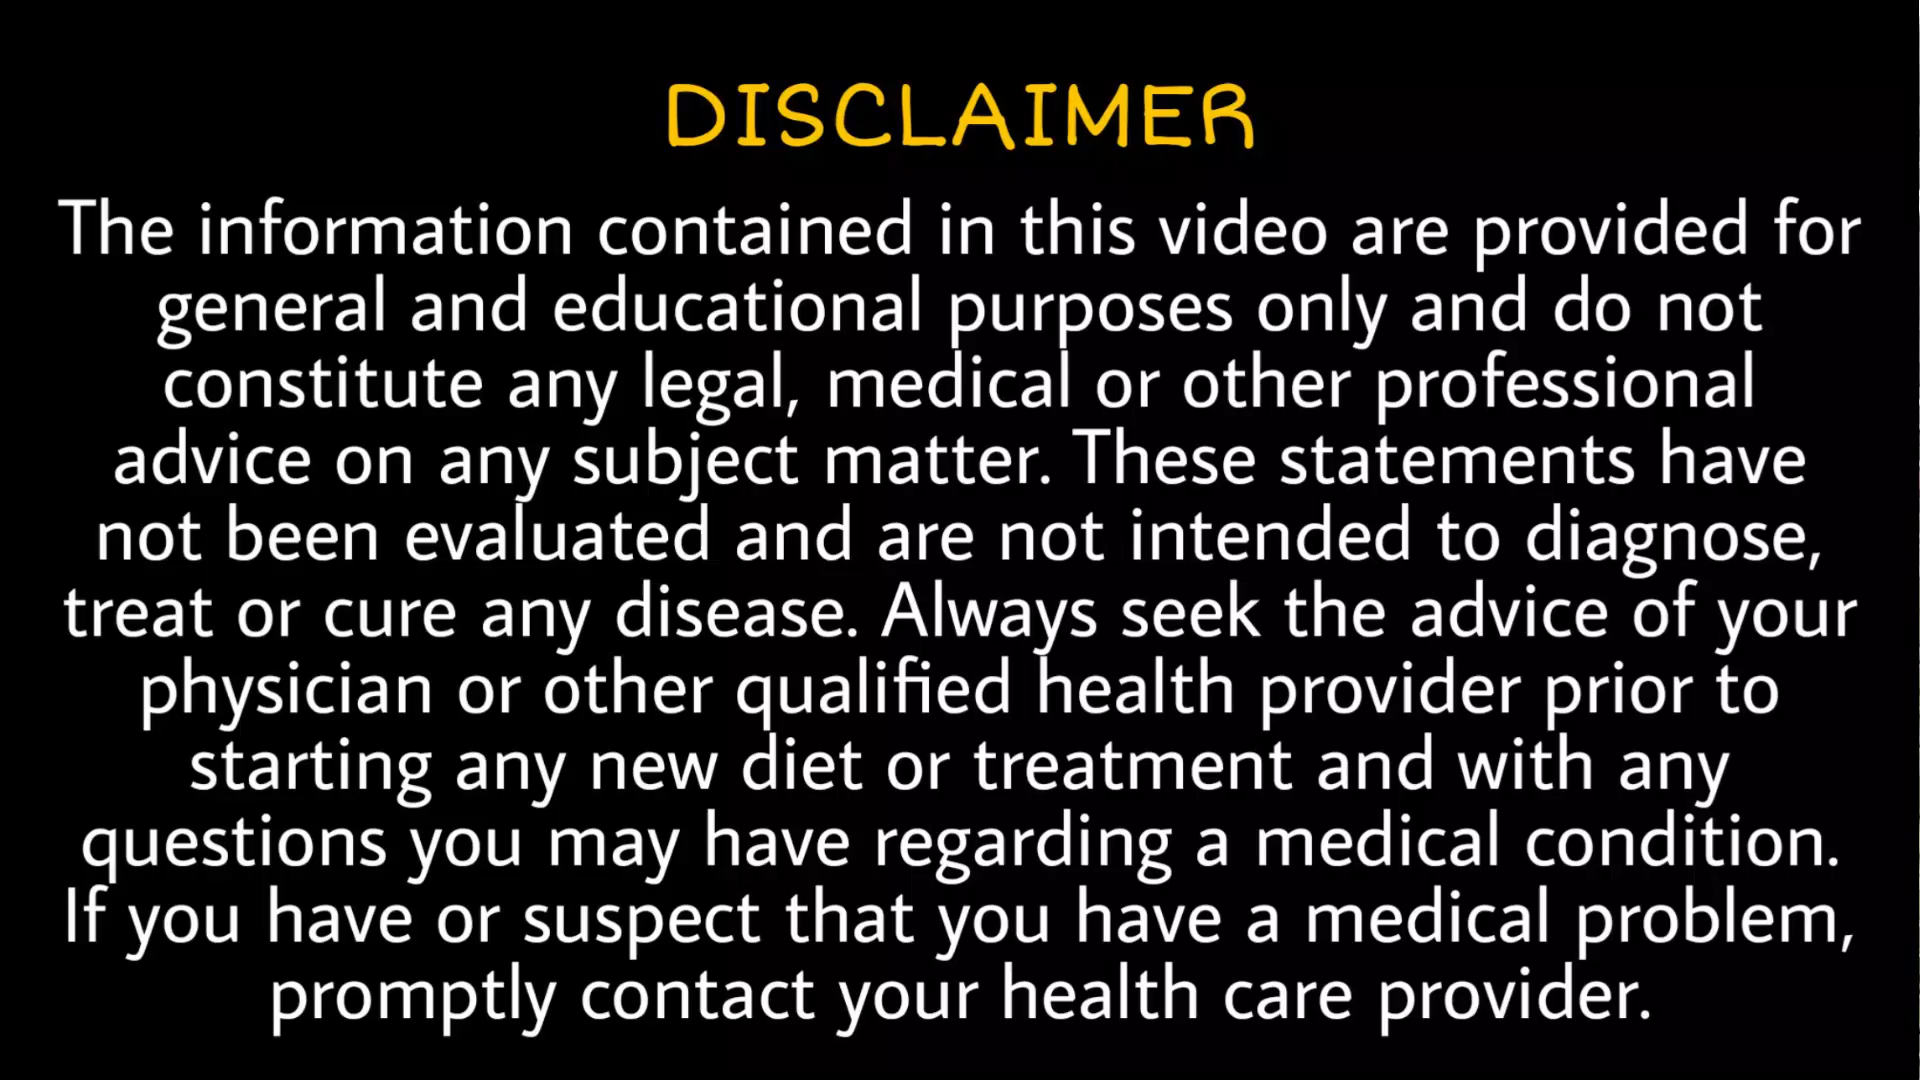 DISCLAIMER
The information contained in this video are provided for
general and educational purposes only and do not
constitute any legal, medical or other professional
advice on any subject matter. These statements have
not been evaluated and are not intended to diagnose,
treat or cure any disease. Always seek the advice of your
physician or other qualified health provider prior to
starting any new diet or treatment and with any
questions you may have regarding a medical condition.
If you have or suspect that you have a medical problem,
promptly contact your health care provider.